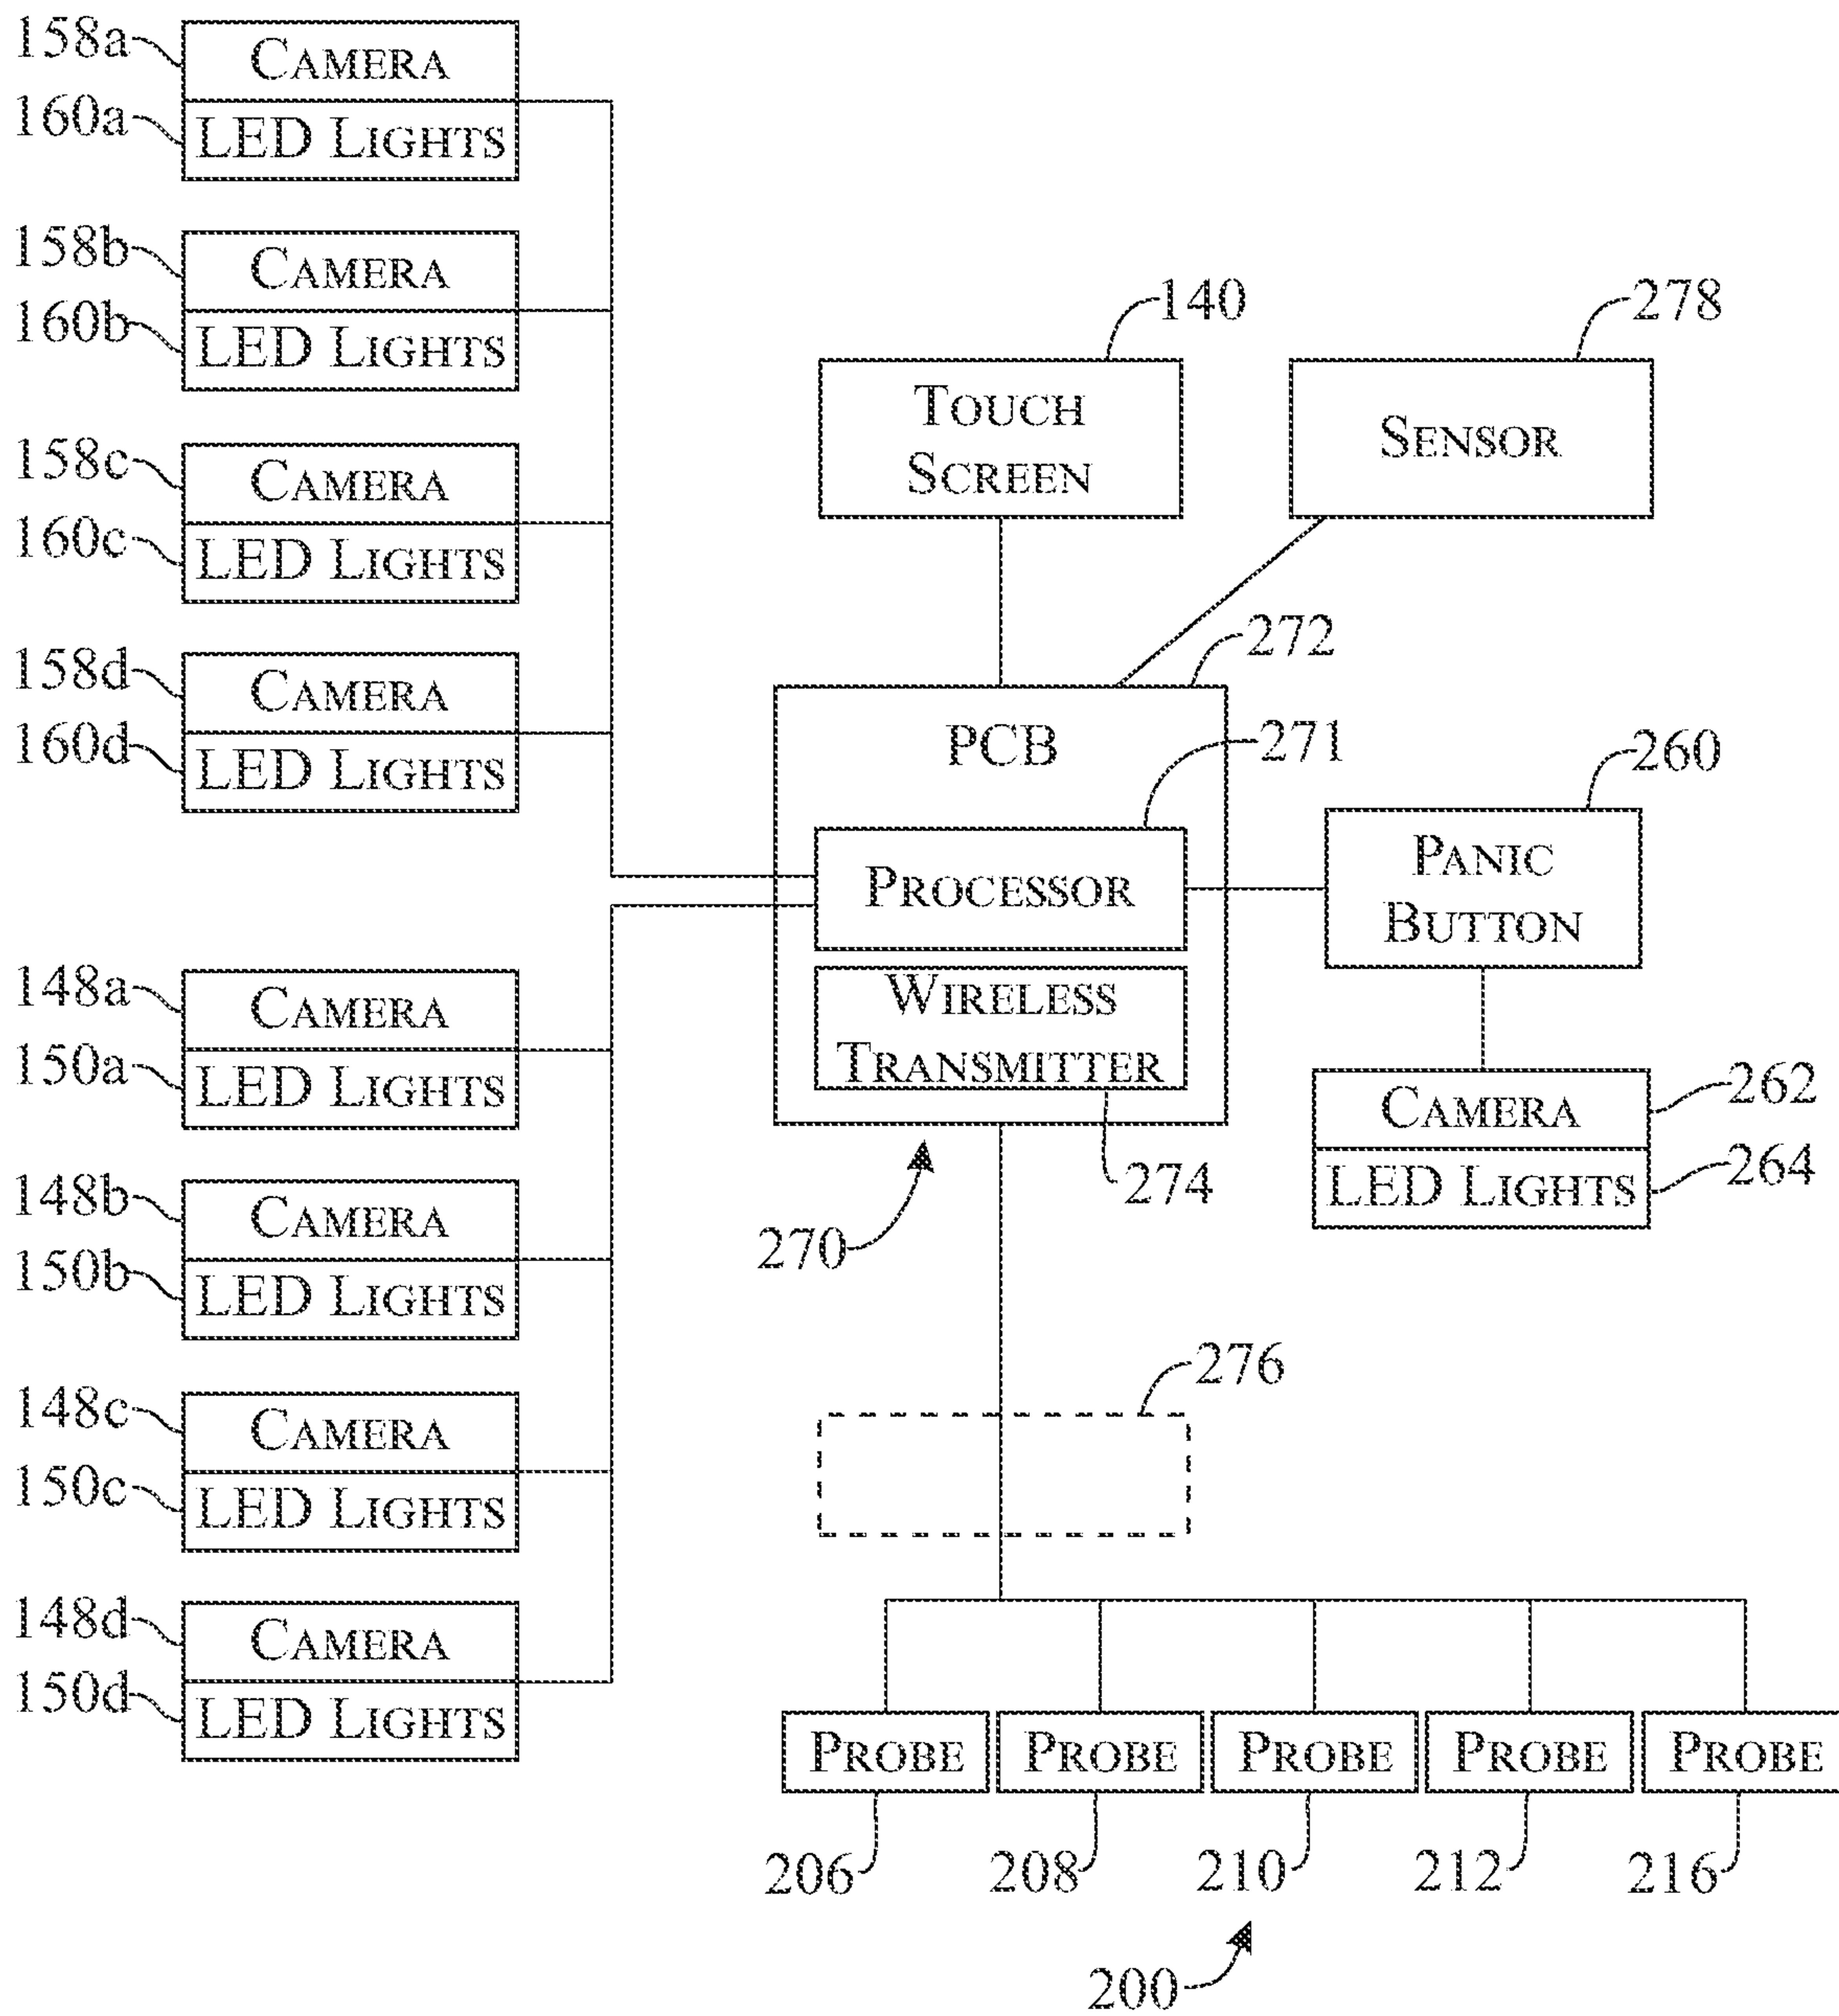 158a
CAMERA
160a
LED LIGHTS
158b
CAMERA
160b
LED LIGHTS
158c
CAMERA
160c
LED LIGHTS
158d
CAMERA
160d
LED LIGHTS
148a
CAMERA
150a
LED LIGHTS
148b
CAMERA
150b
LED LIGHTS
148c
CAMERA
150c
LED LIGHTS
148d
CAMERA
150d
LED LIGHTS
140
TOUCH
SCREEN
278
SENSOR
272
PCB
271
PROCESSOR
WIRELESS
TRANSMITTER
274
270
260
PANIC
BUTTON
CAMERA
262
LED LIGHTS
264
276
PROBE
PROBE
PROBE
PROBE
PROBE
206
208
210
212
216
200